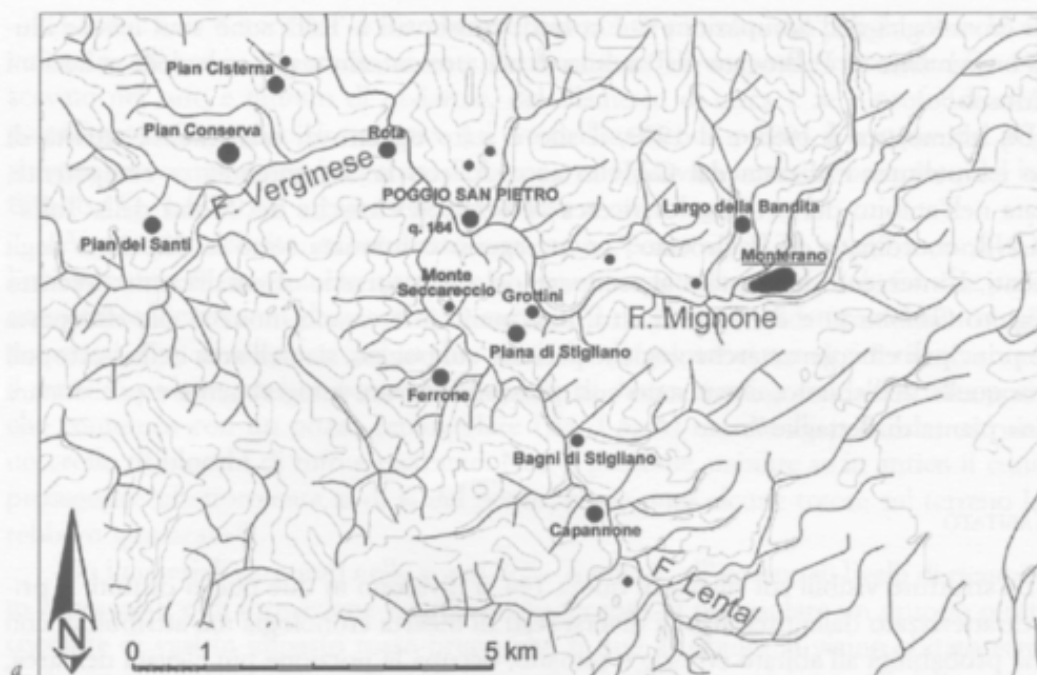 Pian Cisterna
Pian Conserva
Rota
F. Verginese
POGGIO SAN PIETRO
q. 164
Largo della Bandita
Pian dei Santi
Monterano
Monte
Seccareccio
Grottini
F. Mignone
Piana di Stigliano
Ferrone
Bagni di Stigliano
Capannone
F. Lenta
N
0 1 5 km
a